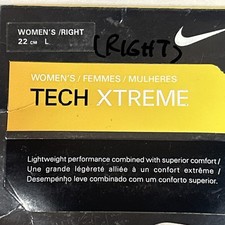 WOMEN'S /RIGHT
22 CM L
(RIGHT)
WOMEN'S / FEMMES / MULHERES
TECH XTREME
Lightweight performance combined with superior comfort /
Une grande légèreté alliée à un confort extrême /
Desempenho leve combinado com um conforto superior.